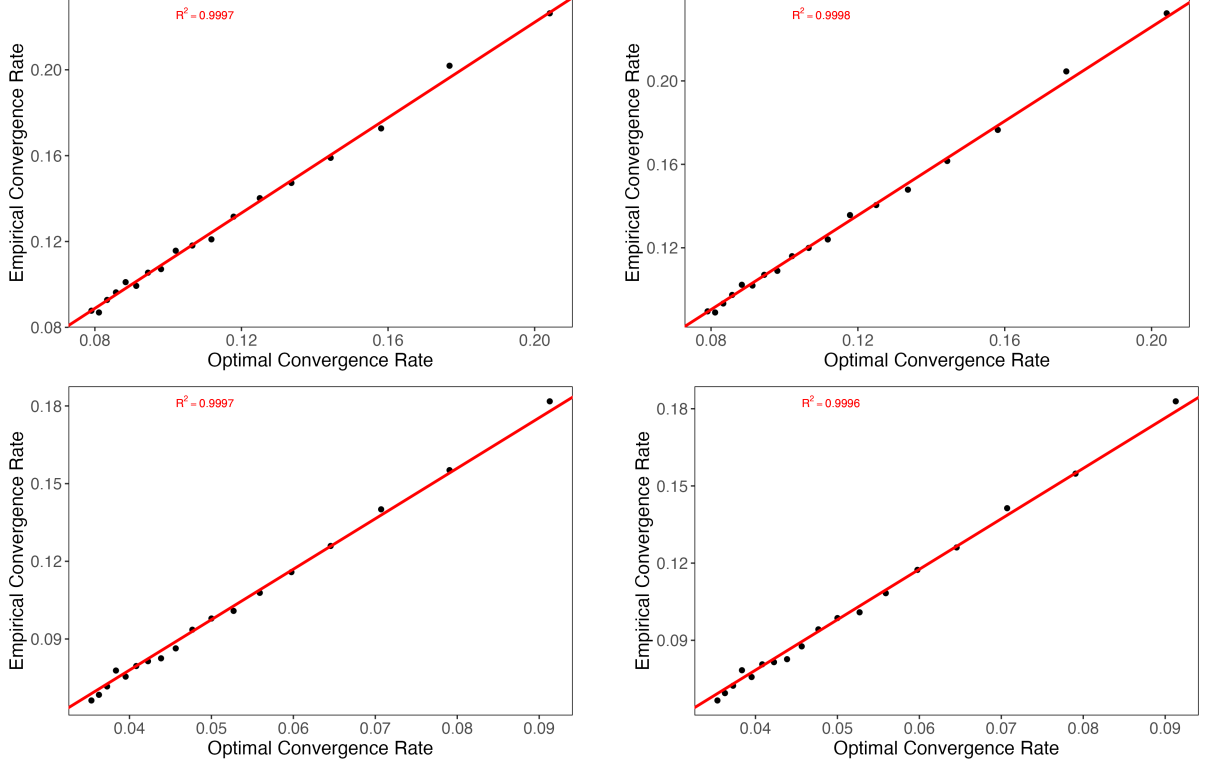 R² = 0.9997
Empirical Convergence Rate
0.20
0.16
0.12
0.08
0.08 0.12 0.16 0.20
Optimal Convergence Rate
R² = 0.9998
Empirical Convergence Rate
0.20
0.16
0.12
0.08 0.12 0.16 0.20
Optimal Convergence Rate
R² = 0.9997
Empirical Convergence Rate
0.18
0.15
0.12
0.09
0.04 0.05 0.06 0.07 0.08 0.09
Optimal Convergence Rate
R² = 0.9996
Empirical Convergence Rate
0.18
0.15
0.12
0.09
0.04 0.05 0.06 0.07 0.08 0.09
Optimal Convergence Rate